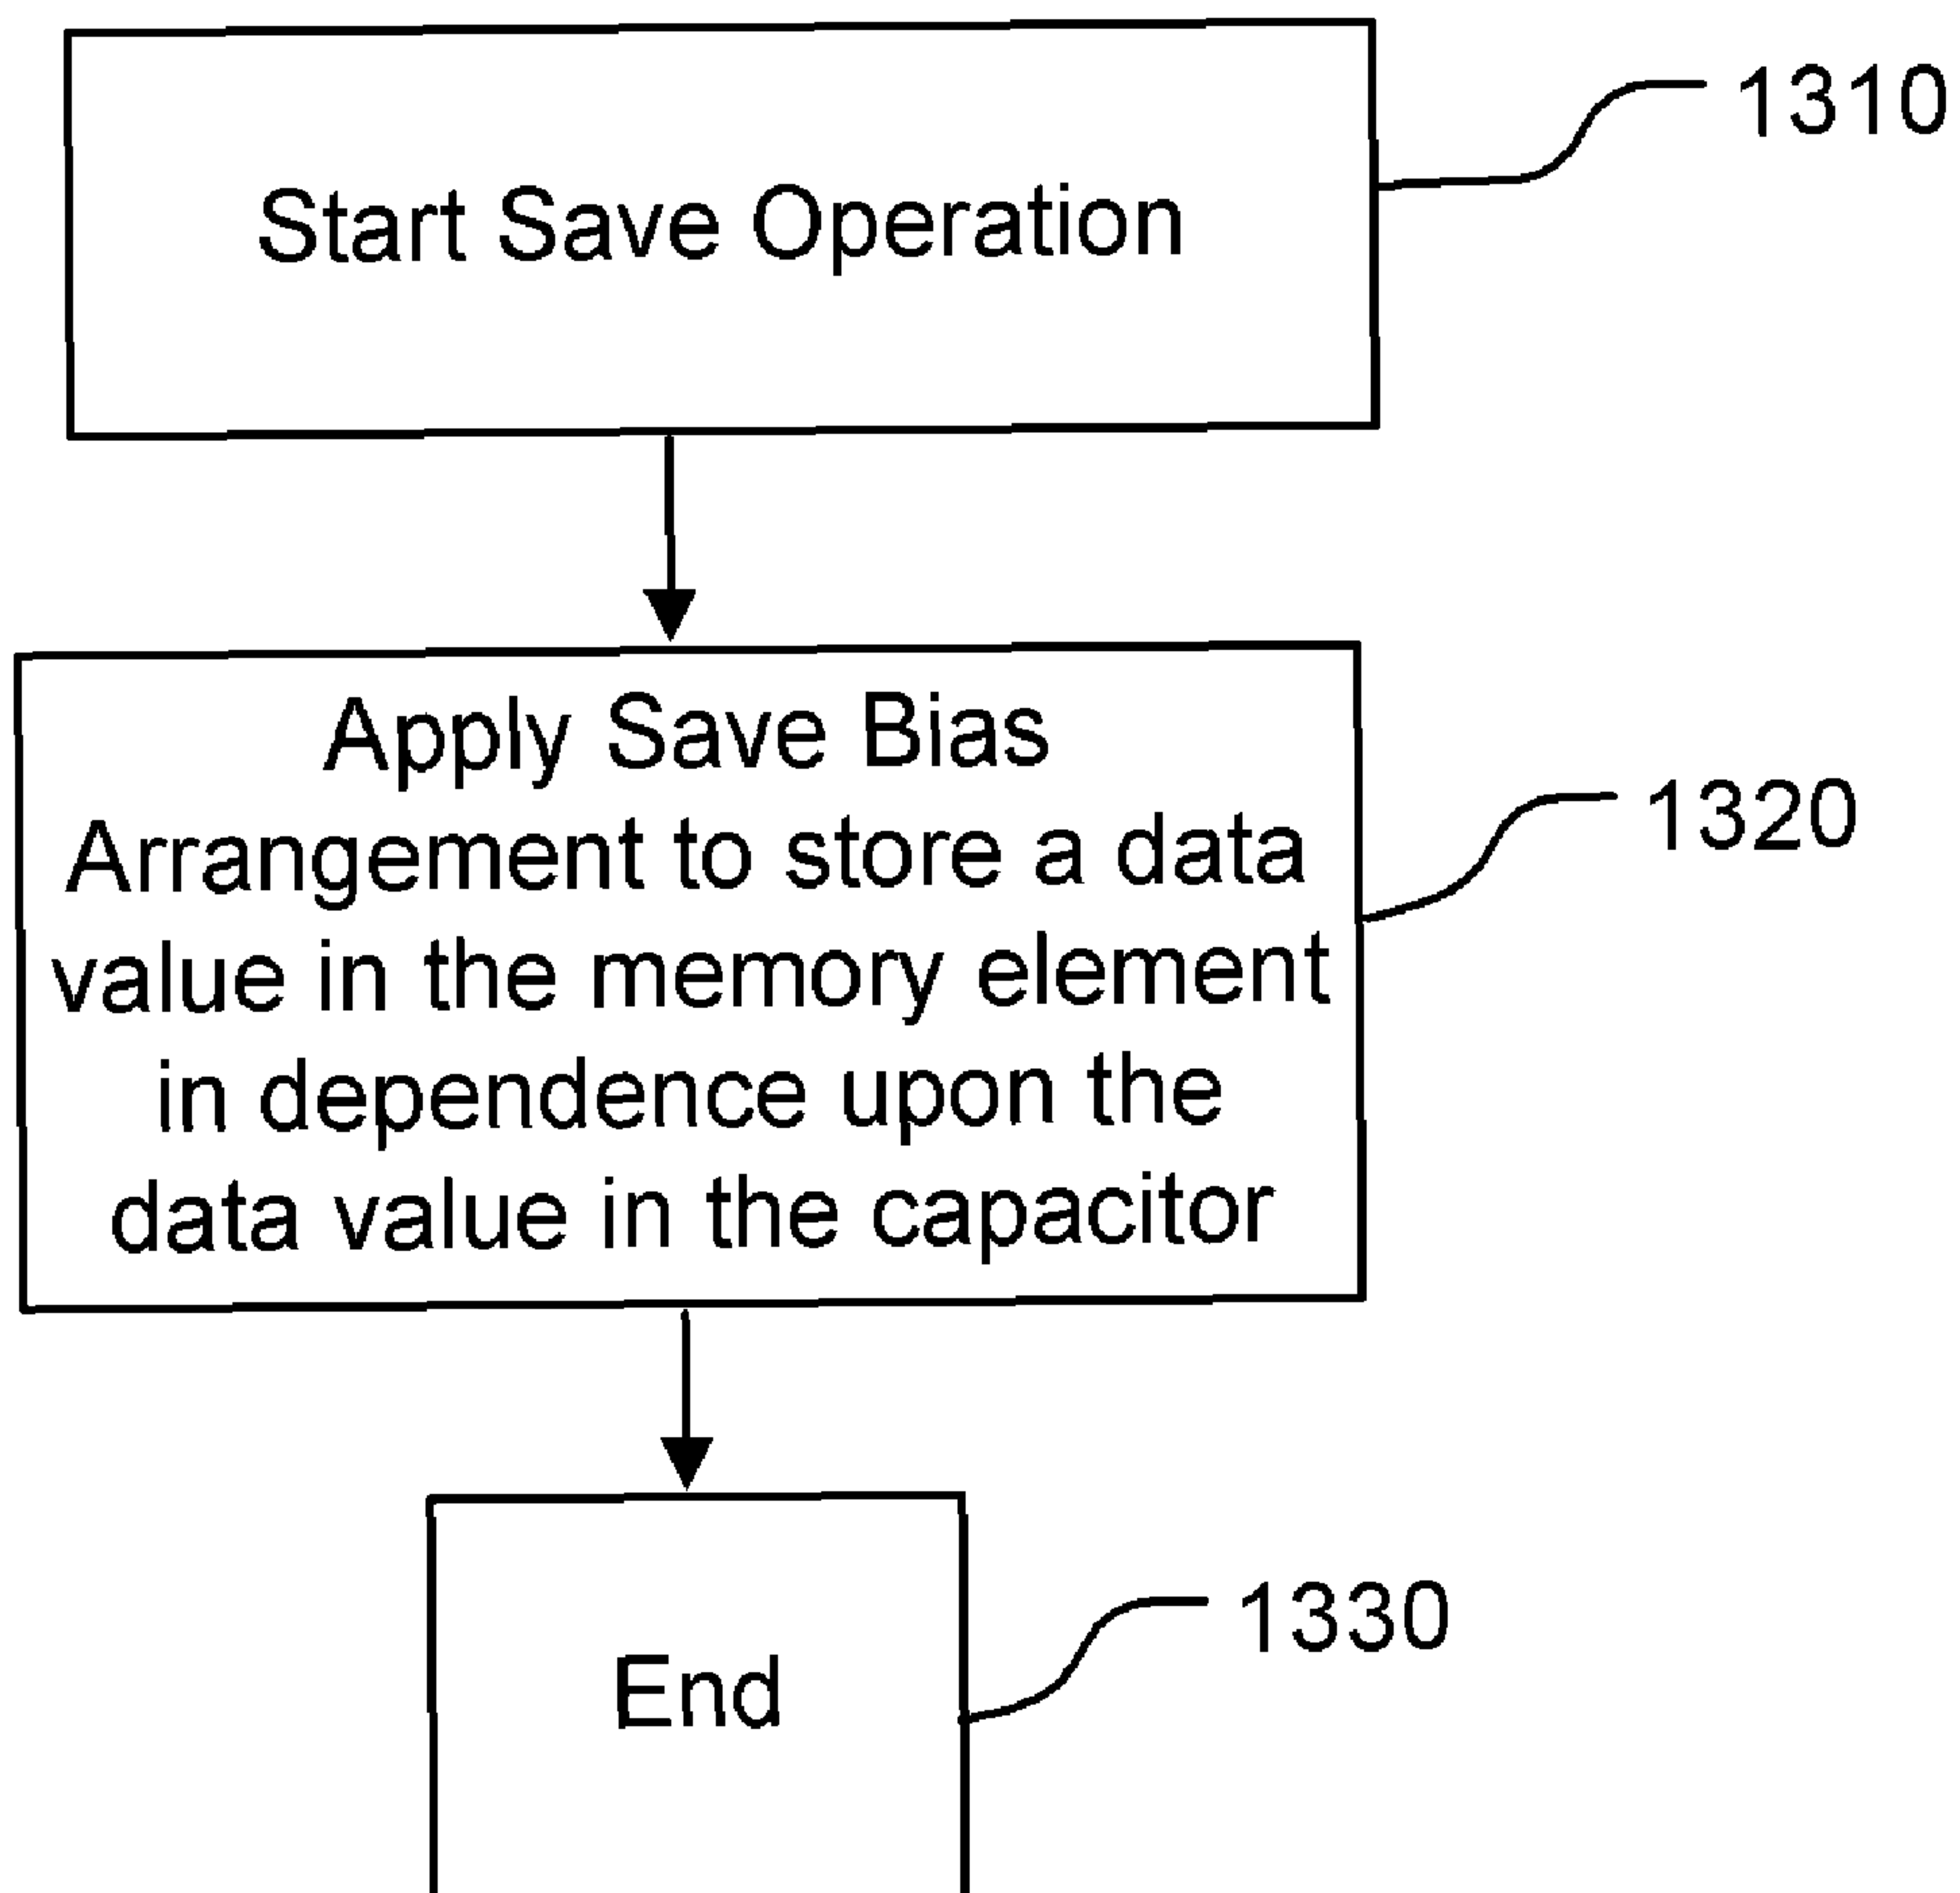 Start Save Operation
1310
Apply Save Bias
Arrangement to store a data
value in the memory element
in dependence upon the
data value in the capacitor
1320
End
1330